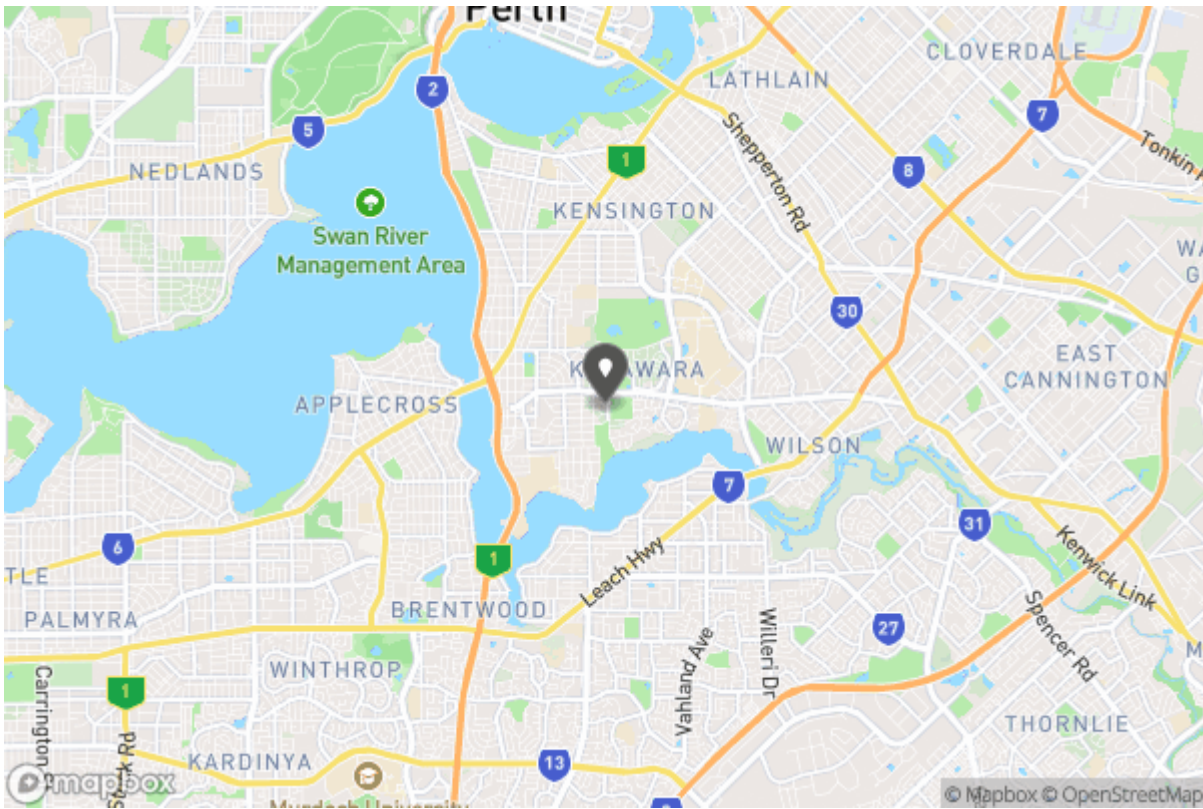 Perth
CLOVERDALE
LATHLAIN
2
7
5
Shepperton Rd
Tonkin
1
8
NEDLANDS
KENSINGTON
Swan River
Management Area
30
EAST
CANNINGTON
APPLECROSS
WILSON
7
31
6
1
Leach Hwy
Kenwick Link
PALMYRA
BRENTWOOD
27
Spencer Rd
Vahland Ave
Willeri Dr
WINTHROP
Carrington
1
THORNLIE
KARDINYA
13
mapbox
Murdoch University
© Mapbox © OpenStreetMap